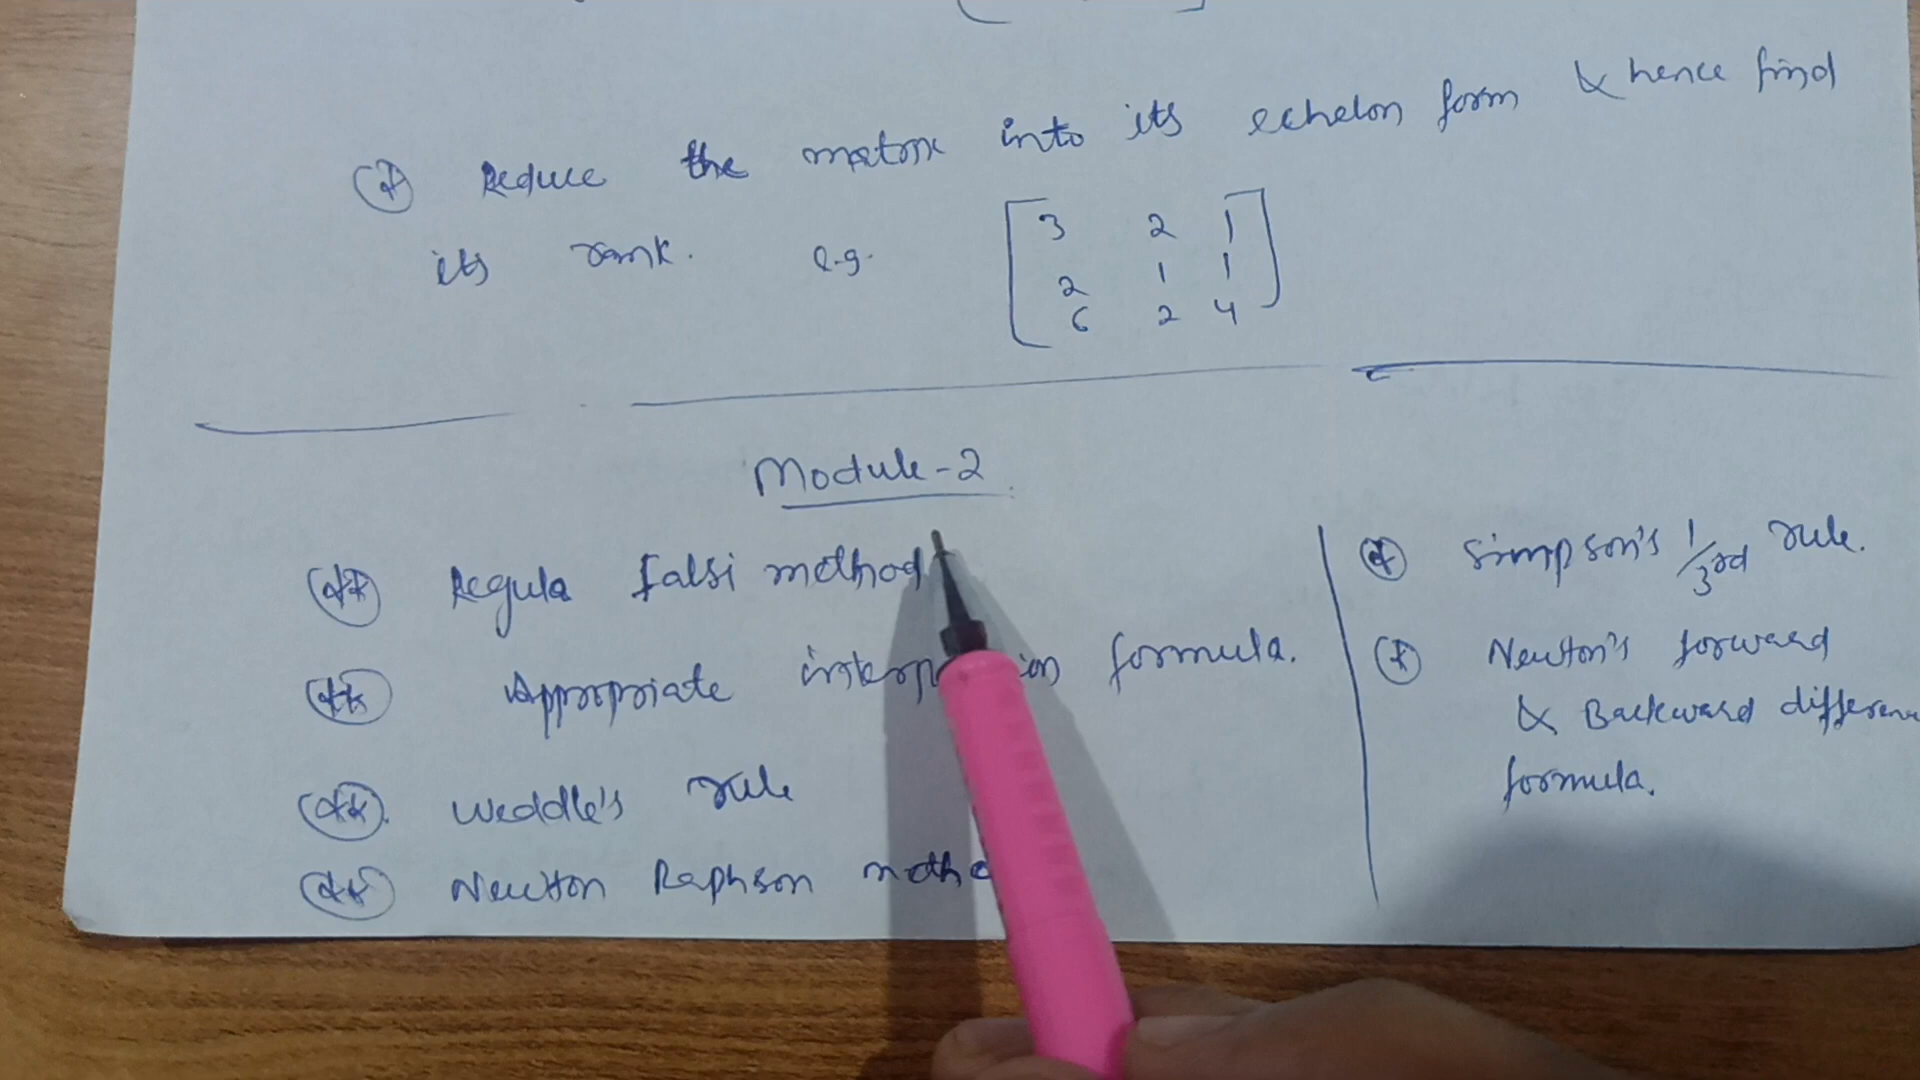 (*) Reduce the matrix into its echelon form & hence find
its rank. e.g. [3 2 1
2 1 1
6 2 4]
Module-2
(**) Regula falsi method
(**) Appropriate formula.
(**) Weddle's rule
(**) Newton Raphson
(*) Simpson's 1/3rd rule.
(*) Newton's forward
& Backward
formula.